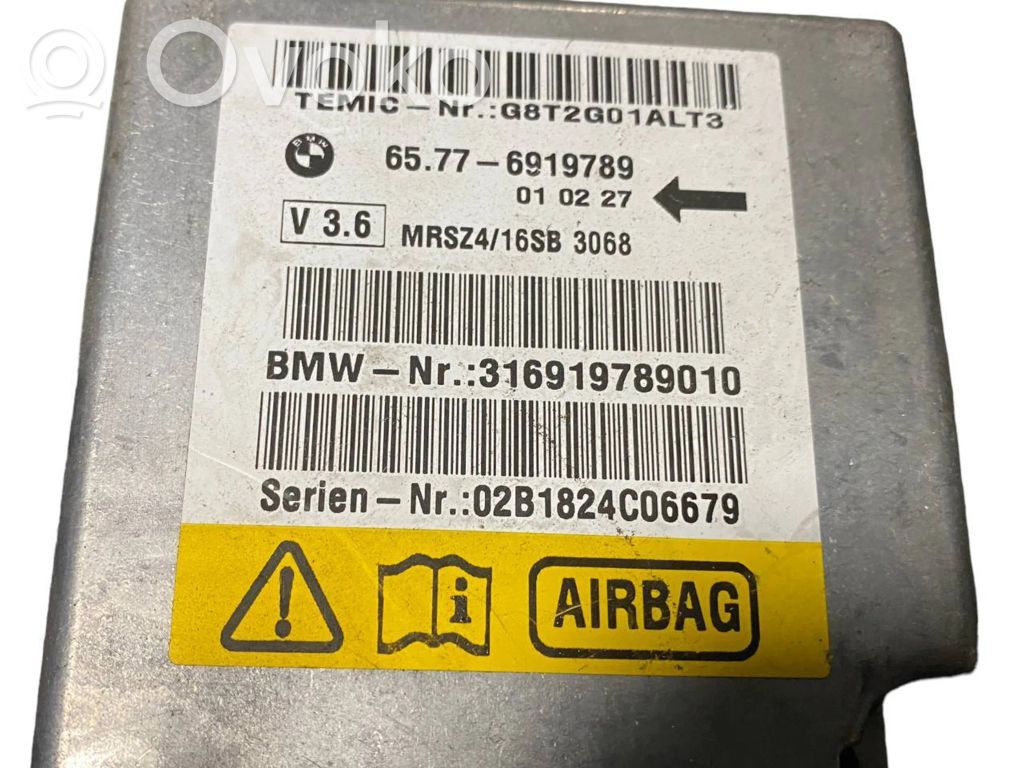 Ovoko
TEMIC-Nr.:G8T2G01ALT3
BMW
65.77-6919789
01 02 27
V 3.6
MRSZ4/16SB 3068
BMW-Nr.:316919789010
Serien-Nr.:02B1824C06679
! i AIRBAG